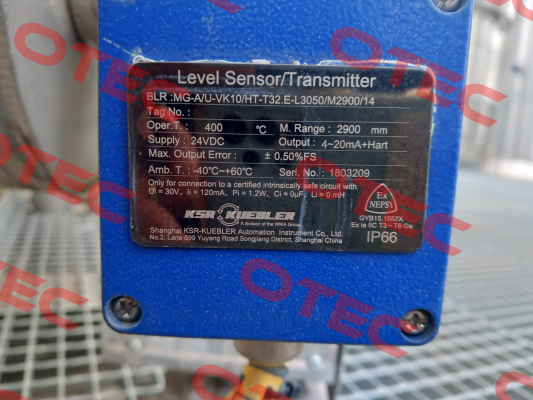 Level Sensor/Transmitter
BLR :MG-A/U-VK10/HT-T32.E-L3050/M2900/14
Tag No. :
Oper.T. : 400 ℃ M. Range : 2900 mm
Supply : 24VDC Output : 4~20mA+Hart
Max. Output Error : ± 0.50%FS
Amb. T. : -40℃~+60℃ Seri. No. : 1803209
Only for connection to a certified intrinsically safe circuit with
Ui = 30V, Ii = 120mA, Pi = 1.2W, Ci = 0μF, Li = 0 mH
KSR KUEBLER
A division of the WIKA Group
Ex
NEPSI
GYB15.1557X
Ex ia IIC T3 ~ T6 Ga
IP66
Shanghai KSR-KUEBLER Automation Instrument Co., Ltd
No.2, Lane 599 Yuyang Road Songjiang District, Shanghai China
OTEC
OTEC
OTEC
OTEC
OTEC
OTEC
OTEC